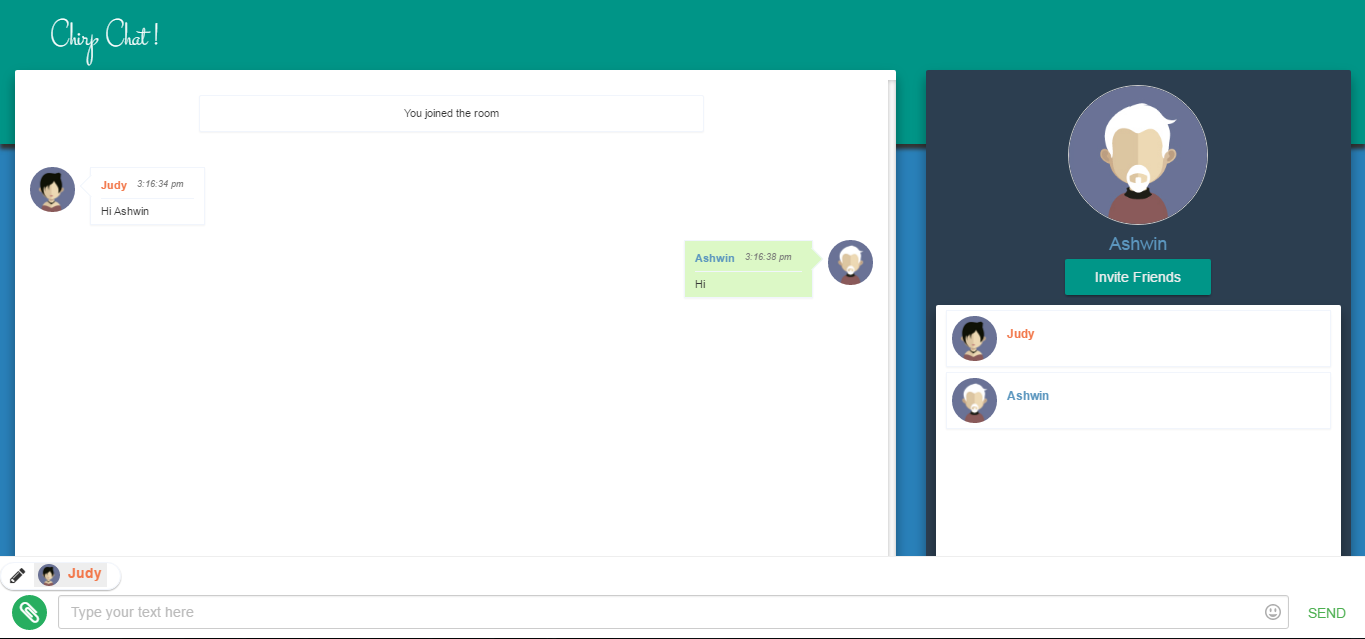 Chirp Chat !
You joined the room
Judy 3:16:34 pm
Hi Ashwin
Ashwin 3:16:38 pm
Hi
Ashwin
Invite Friends
Judy
Ashwin
Judy
Type your text here
SEND